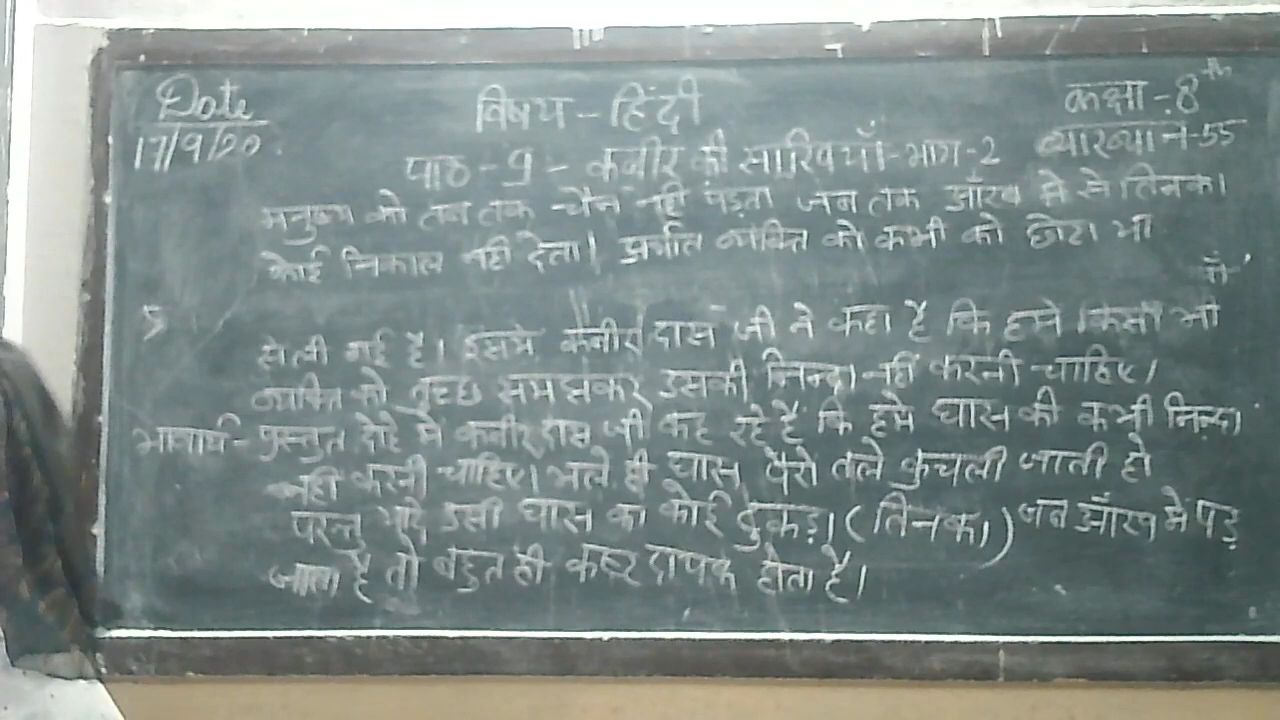 Date
17/9/20
विषय - हिंदी
कक्षा - 8th
पाठ - 9 - कबीर की साखियाँ - भाग - 2
व्याख्यान-55
मनुष्य को तब तक चैन नही पड़ता जब तक आँख मे से तिनका
कोई निकाल नही देता। अर्थात व्यक्ति को कभी को छोटा भी
में
होली गई है। इसमे कबीर दास जी ने कहा है कि हमे किसी भी
व्यक्ति को तुच्छ समझकर उसकी निन्दा नहीं करनी चाहिए।
भावार्थ - प्रस्तुत दोहे में कबीर दास जी कह रहे है कि हमे घास की कभी निन्दा
नही करनी चाहिए। भले ही घास पैरो तले कुचली जाती हो
परन्तु यदि उसी घास का कोई टुकड़ा (तिनका) जब आँख में पड़
जाता है तो बहुत ही कष्ट दायक होता है।